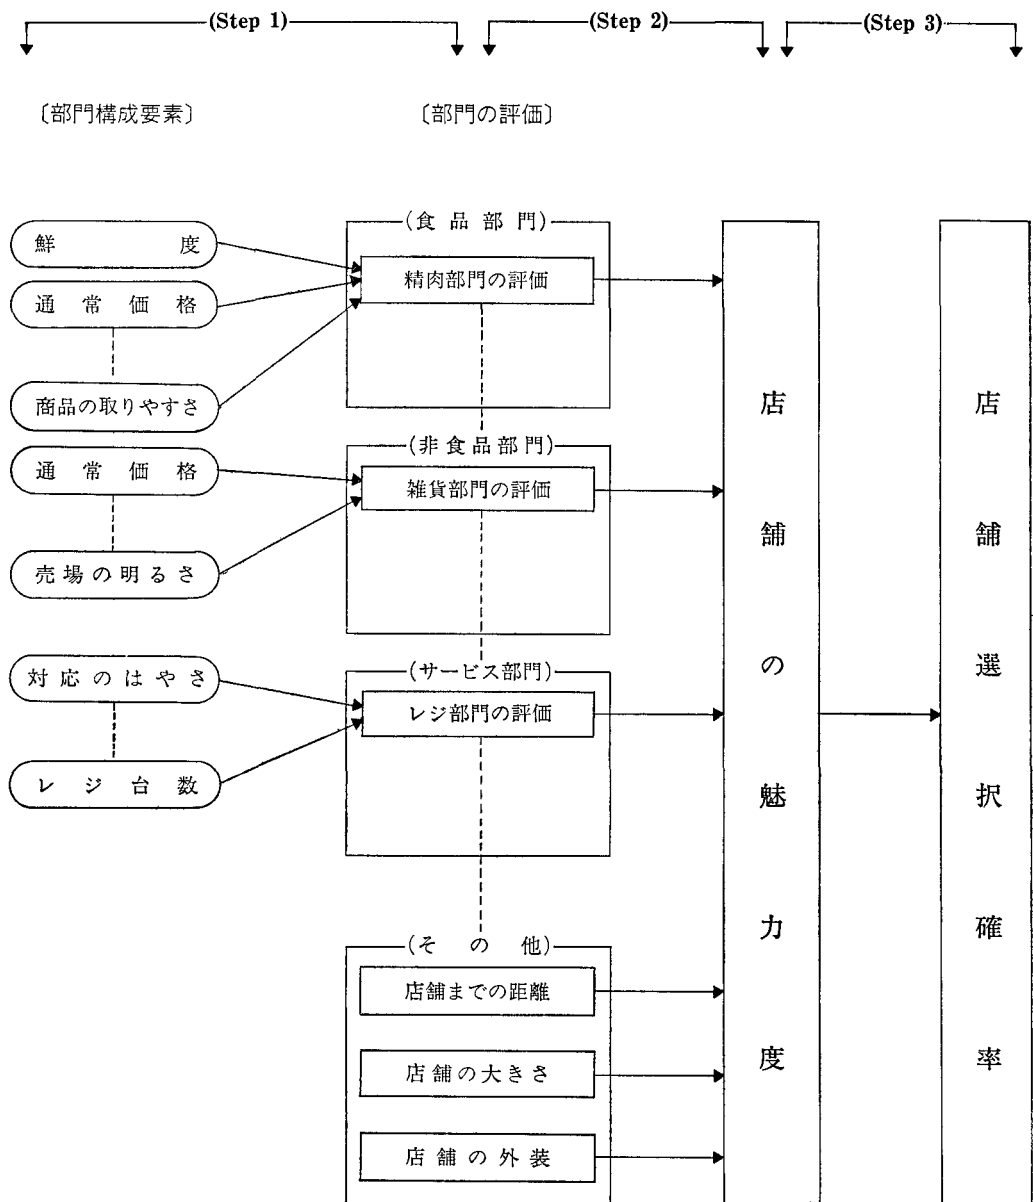 (Step 1) (Step 2) (Step 3)
〔部門構成要素〕 〔部門の評価〕
(食品部門)
鮮度
精肉部門の評価
通常価格
商品の取りやすさ
(非食品部門)
通常価格
雑貨部門の評価
売場の明るさ
(サービス部門)
対応のはやさ
レジ部門の評価
レジ台数
(その他)
店舗までの距離
店舗の大きさ
店舗の外装
店舗の魅力度
店舗選択確率